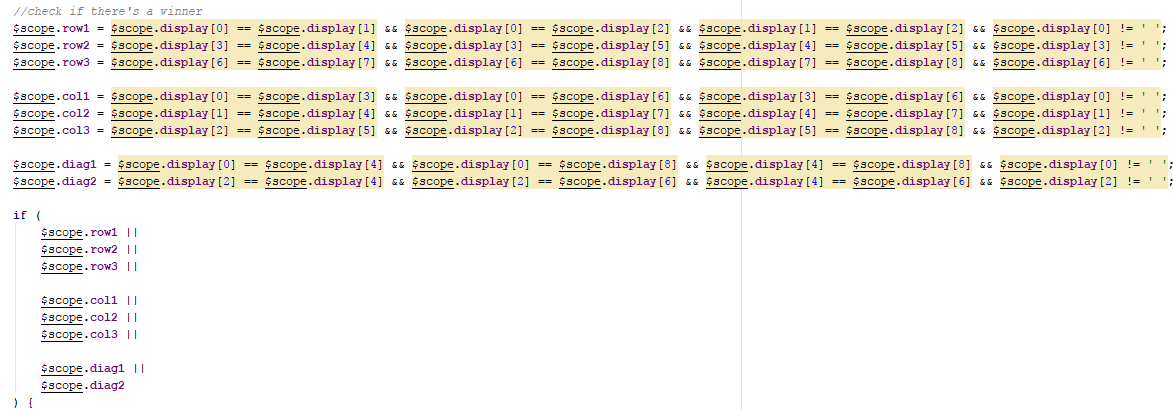 //check if there's a winner
$scope.row1 = $scope.display[0] == $scope.display[1] && $scope.display[0] == $scope.display[2] && $scope.display[1] == $scope.display[2] && $scope.display[0] != ' ';
$scope.row2 = $scope.display[3] == $scope.display[4] && $scope.display[3] == $scope.display[5] && $scope.display[4] == $scope.display[5] && $scope.display[3] != ' ';
$scope.row3 = $scope.display[6] == $scope.display[7] && $scope.display[6] == $scope.display[8] && $scope.display[7] == $scope.display[8] && $scope.display[6] != ' ';

$scope.col1 = $scope.display[0] == $scope.display[3] && $scope.display[0] == $scope.display[6] && $scope.display[3] == $scope.display[6] && $scope.display[0] != ' ';
$scope.col2 = $scope.display[1] == $scope.display[4] && $scope.display[1] == $scope.display[7] && $scope.display[4] == $scope.display[7] && $scope.display[1] != ' ';
$scope.col3 = $scope.display[2] == $scope.display[5] && $scope.display[2] == $scope.display[8] && $scope.display[5] == $scope.display[8] && $scope.display[2] != ' ';

$scope.diag1 = $scope.display[0] == $scope.display[4] && $scope.display[0] == $scope.display[8] && $scope.display[4] == $scope.display[8] && $scope.display[0] != ' ';
$scope.diag2 = $scope.display[2] == $scope.display[4] && $scope.display[2] == $scope.display[6] && $scope.display[4] == $scope.display[6] && $scope.display[2] != ' ';

if (
    $scope.row1 ||
    $scope.row2 ||
    $scope.row3 ||

    $scope.col1 ||
    $scope.col2 ||
    $scope.col3 ||

    $scope.diag1 ||
    $scope.diag2
) {